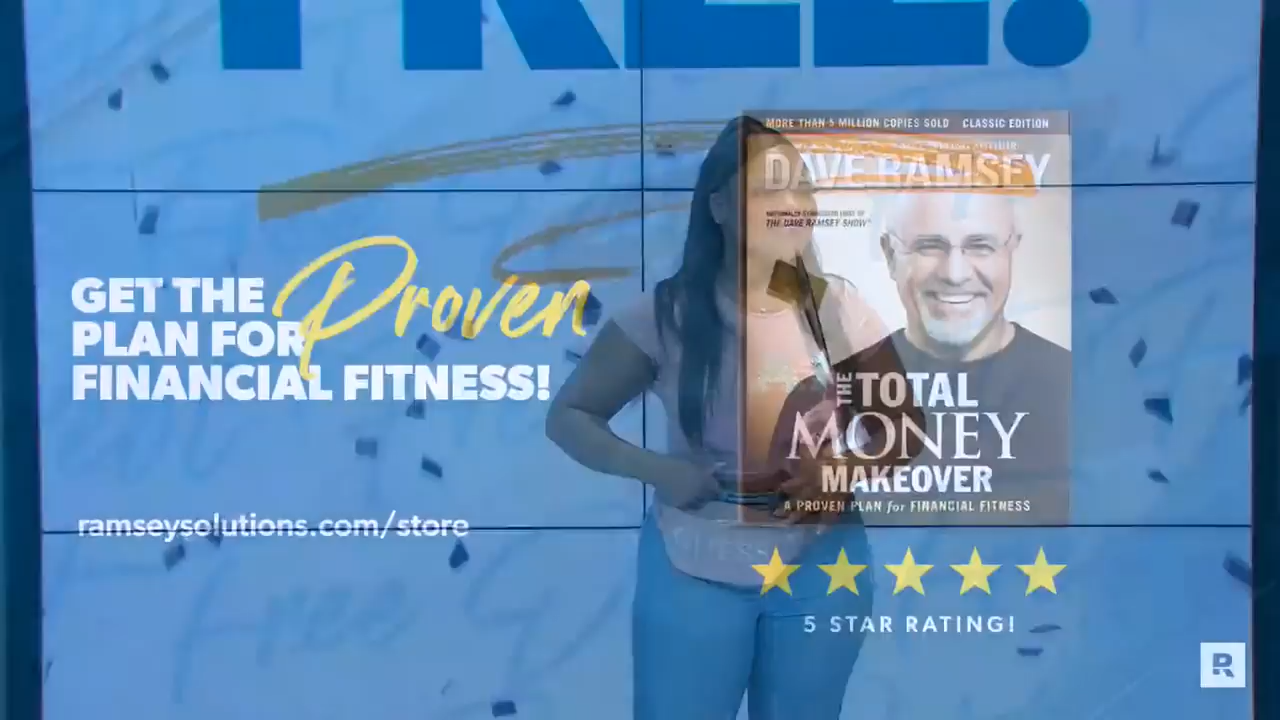 FREE!
MORE THAN 5 MILLION COPIES SOLD CLASSIC EDITION
DAVE RAMSEY
THE DAVE RAMSEY SHOW
GET THE Proven
PLAN FOR
FINANCIAL FITNESS!
THE TOTAL
MONEY
MAKEOVER
A PROVEN PLAN for FINANCIAL FITNESS
ramseysolutions.com/store
5 STAR RATING!
R